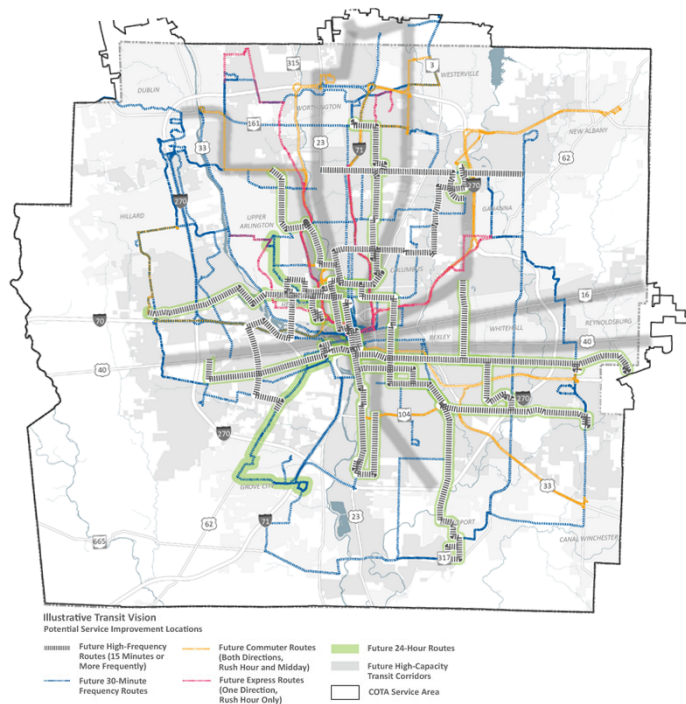 315
3
WESTERVILLE
DUBLIN
WORTHINGTON
161
NEW ALBANY
33
23
71
62
270
270
HILLARD
UPPER
ARLINGTON
GAHANNA
COLUMBUS
16
70
REYNOLDSBURG
BEXLEY
WHITEHALL
40
40
104
270
270
GROVE
33
62
71
23
665
317
CANAL WINCHESTER
Illustrative Transit Vision
Potential Service Improvement Locations
Future High-Frequency
Routes (15 Minutes or
More Frequently)
Future 30-Minute
Frequency Routes
Future Commuter Routes
(Both Directions,
Rush Hour and Midday)
Future Express Routes
(One Direction,
Rush Hour Only)
Future 24-Hour Routes
Future High-Capacity
Transit Corridors
COTA Service Area